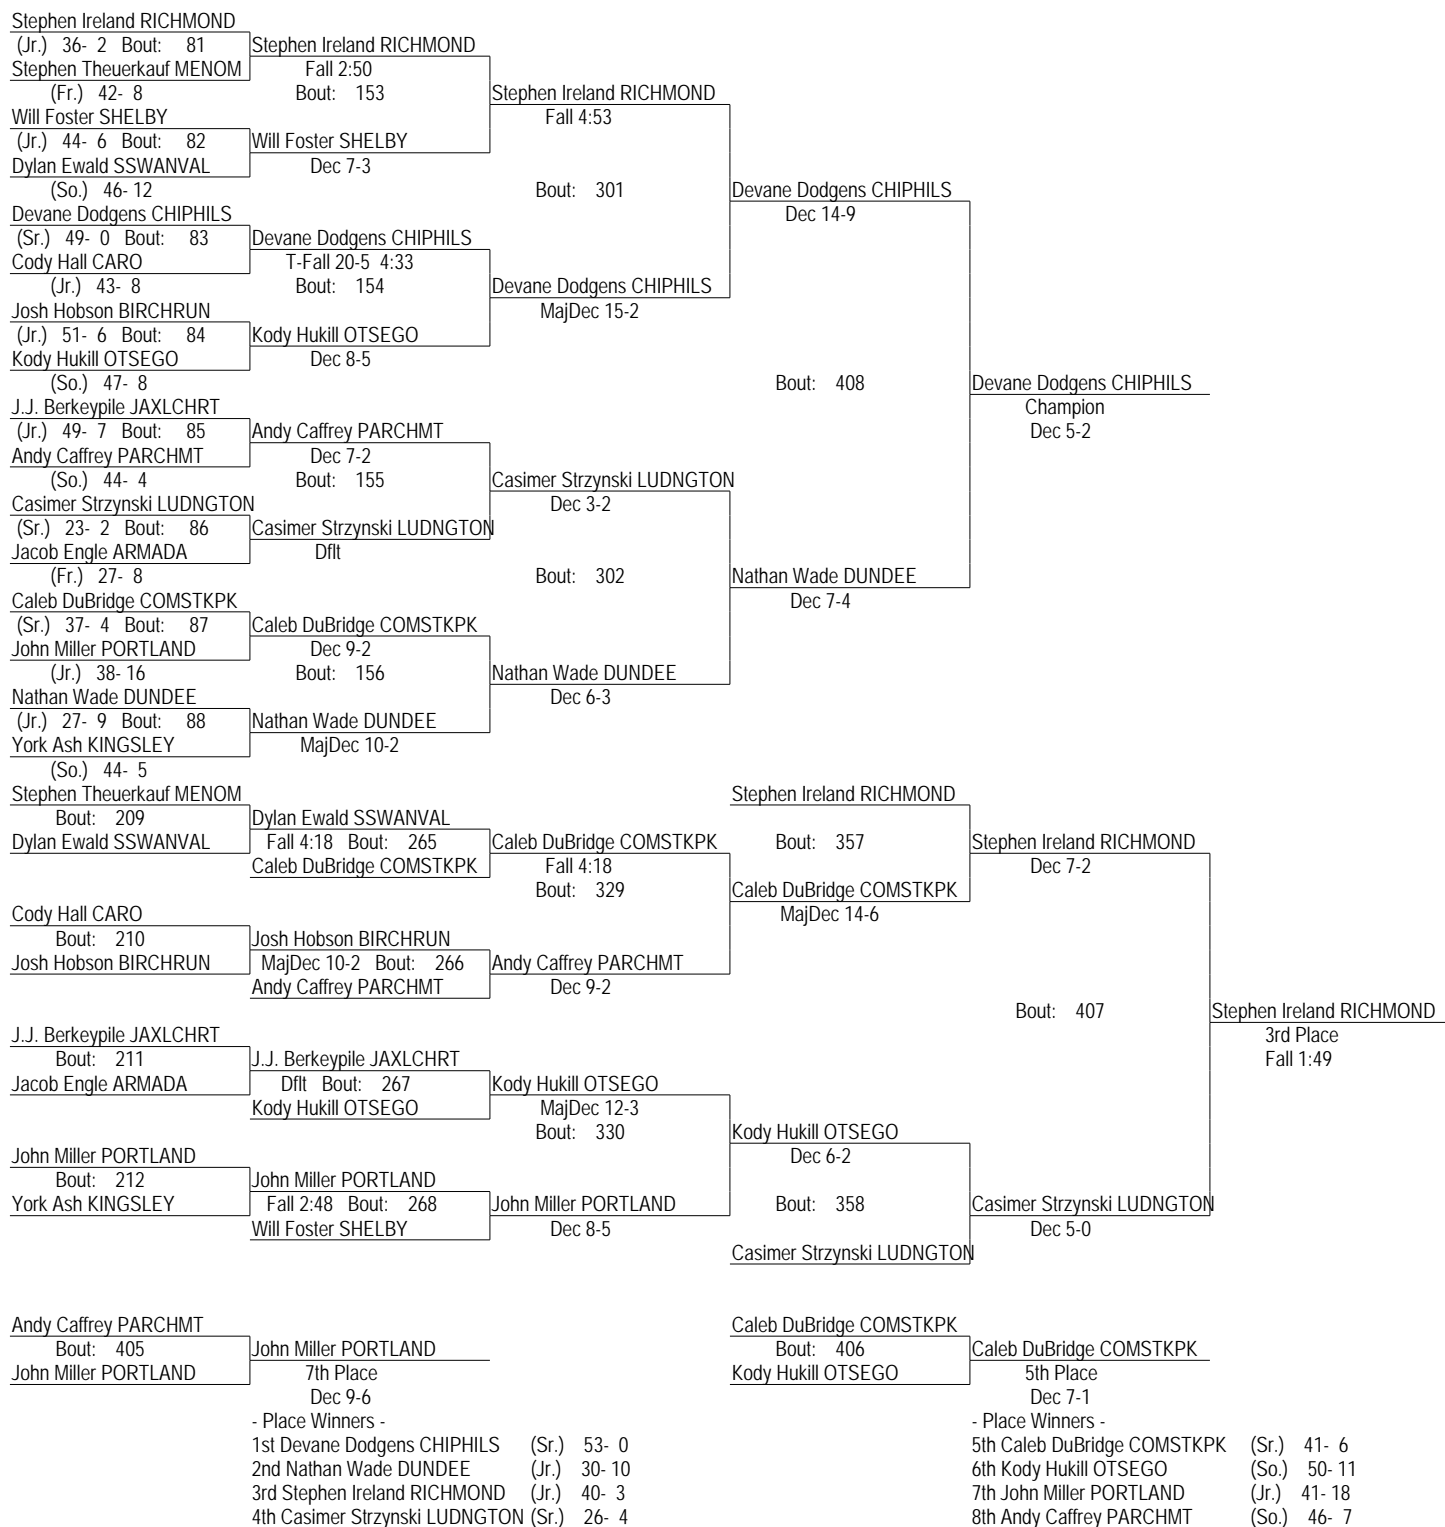 Stephen Ireland RICHMOND
(Jr.) 36- 2 Bout: 81 Stephen Ireland RICHMOND
Stephen Theuerkauf MENOM Fall 2:50
(Fr.) 42- 8 Bout: 153 Stephen Ireland RICHMOND
Will Foster SHELBY Fall 4:53
(Jr.) 44- 6 Bout: 82 Will Foster SHELBY
Dylan Ewald SSWANVAL Dec 7-3
(So.) 46- 12 Bout: 301 Devane Dodgens CHIPHILS
Devane Dodgens CHIPHILS Dec 14-9
(Sr.) 49- 0 Bout: 83 Devane Dodgens CHIPHILS
Cody Hall CARO T-Fall 20-5 4:33
(Jr.) 43- 8 Bout: 154 Devane Dodgens CHIPHILS
Josh Hobson BIRCHRUN MajDec 15-2
(Jr.) 51- 6 Bout: 84 Kody Hukill OTSEGO
Kody Hukill OTSEGO Dec 8-5
(So.) 47- 8 Bout: 408 Devane Dodgens CHIPHILS
J.J. Berkeypile JAXLCHRT Champion
(Jr.) 49- 7 Bout: 85 Andy Caffrey PARCHMT Dec 5-2
Andy Caffrey PARCHMT Dec 7-2
(So.) 44- 4 Bout: 155 Casimer Strzynski LUDNGTON
Casimer Strzynski LUDNGTON Dec 3-2
(Sr.) 23- 2 Bout: 86 Casimer Strzynski LUDNGTON
Jacob Engle ARMADA Dflt
(Fr.) 27- 8 Bout: 302 Nathan Wade DUNDEE
Caleb DuBridge COMSTKPK Dec 7-4
(Sr.) 37- 4 Bout: 87 Caleb DuBridge COMSTKPK
John Miller PORTLAND Dec 9-2
(Jr.) 38- 16 Bout: 156 Nathan Wade DUNDEE
Nathan Wade DUNDEE Dec 6-3
(Jr.) 27- 9 Bout: 88 Nathan Wade DUNDEE
York Ash KINGSLEY MajDec 10-2
(So.) 44- 5
Stephen Theuerkauf MENOM Stephen Ireland RICHMOND
Bout: 209 Dylan Ewald SSWANVAL
Dylan Ewald SSWANVAL Fall 4:18 Bout: 265 Caleb DuBridge COMSTKPK Bout: 357 Stephen Ireland RICHMOND
Caleb DuBridge COMSTKPK Fall 4:18 Dec 7-2
Bout: 329 Caleb DuBridge COMSTKPK
Cody Hall CARO MajDec 14-6
Bout: 210 Josh Hobson BIRCHRUN
Josh Hobson BIRCHRUN MajDec 10-2 Bout: 266 Andy Caffrey PARCHMT
Andy Caffrey PARCHMT Dec 9-2
Bout: 407 Stephen Ireland RICHMOND
J.J. Berkeypile JAXLCHRT 3rd Place
Bout: 211 J.J. Berkeypile JAXLCHRT Fall 1:49
Jacob Engle ARMADA Dflt Bout: 267 Kody Hukill OTSEGO
Kody Hukill OTSEGO MajDec 12-3
Bout: 330 Kody Hukill OTSEGO
John Miller PORTLAND Dec 6-2
Bout: 212 John Miller PORTLAND
York Ash KINGSLEY Fall 2:48 Bout: 268 John Miller PORTLAND Bout: 358 Casimer Strzynski LUDNGTON
Will Foster SHELBY Dec 8-5 Dec 5-0
Casimer Strzynski LUDNGTON
Andy Caffrey PARCHMT Caleb DuBridge COMSTKPK
Bout: 405 John Miller PORTLAND Bout: 406 Caleb DuBridge COMSTKPK
John Miller PORTLAND 7th Place Kody Hukill OTSEGO 5th Place
Dec 9-6 Dec 7-1
- Place Winners - - Place Winners -
1st Devane Dodgens CHIPHILS (Sr.) 53- 0 5th Caleb DuBridge COMSTKPK (Sr.) 41- 6
2nd Nathan Wade DUNDEE (Jr.) 30- 10 6th Kody Hukill OTSEGO (So.) 50- 11
3rd Stephen Ireland RICHMOND (Jr.) 40- 3 7th John Miller PORTLAND (Jr.) 41- 18
4th Casimer Strzynski LUDNGTON (Sr.) 26- 4 8th Andy Caffrey PARCHMT (So.) 46- 7